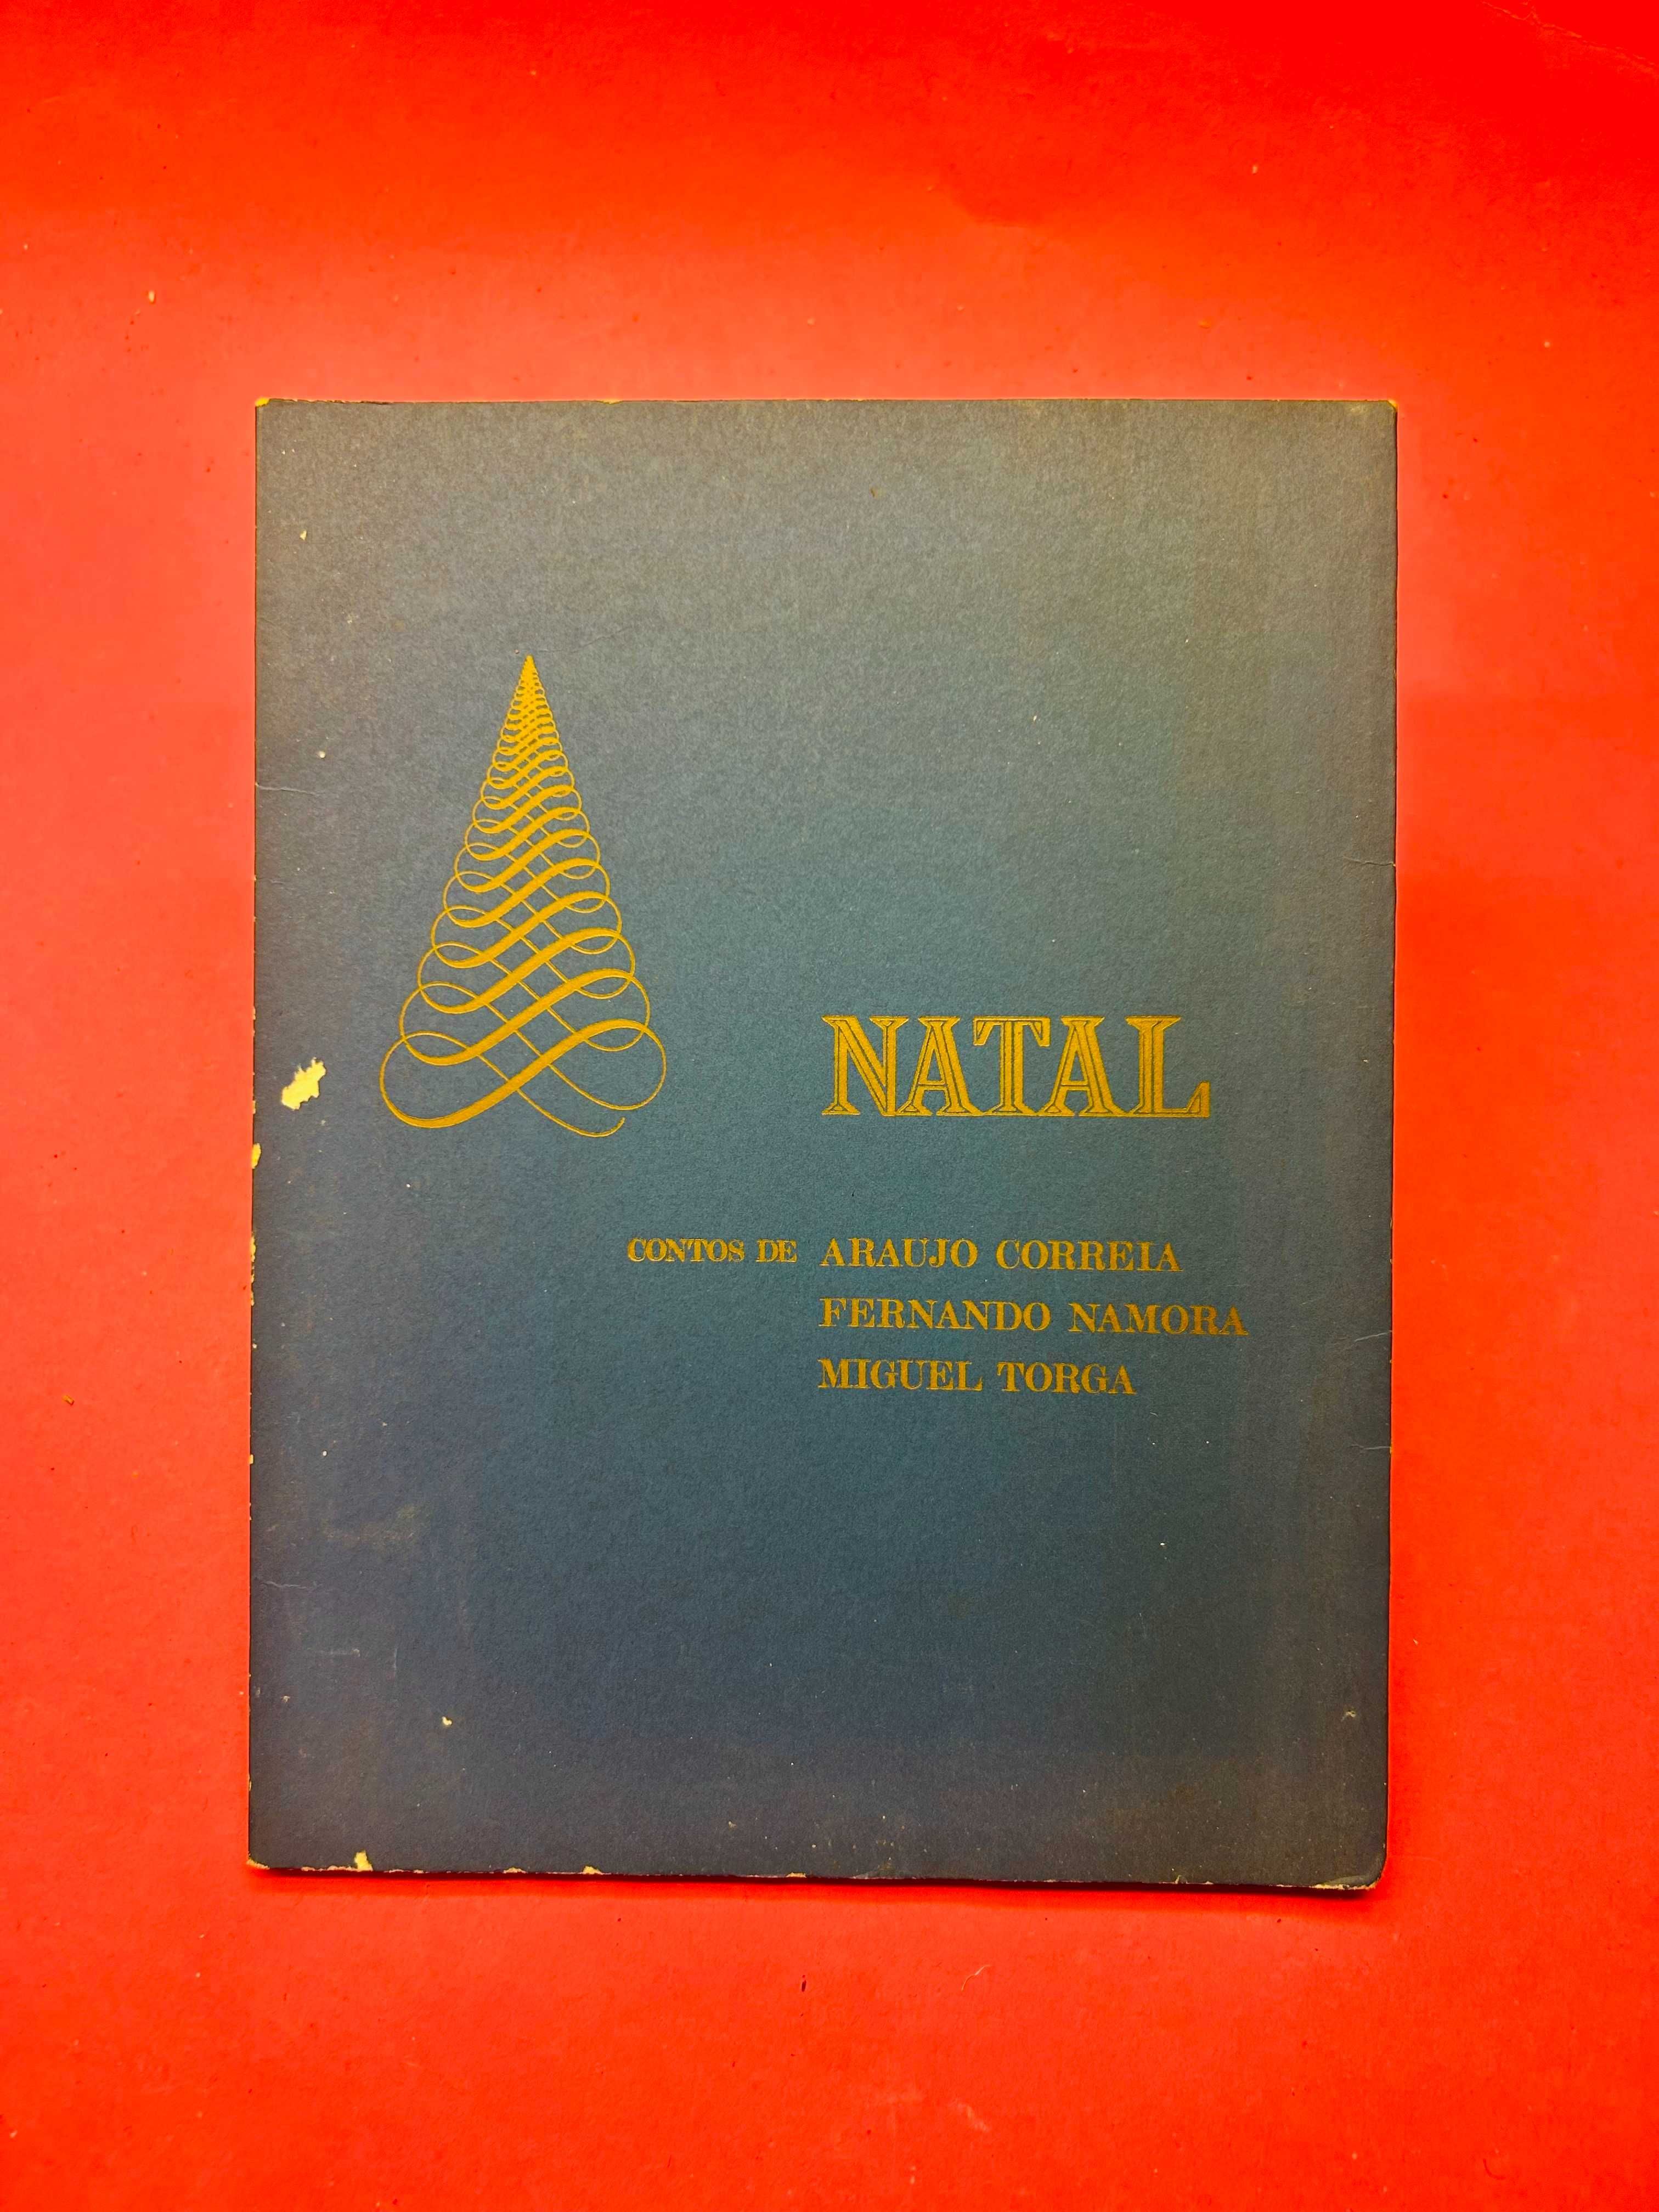 NATAL
CONTOS DE ARAUJO CORREIA
FERNANDO NAMORA
MIGUEL TORGA